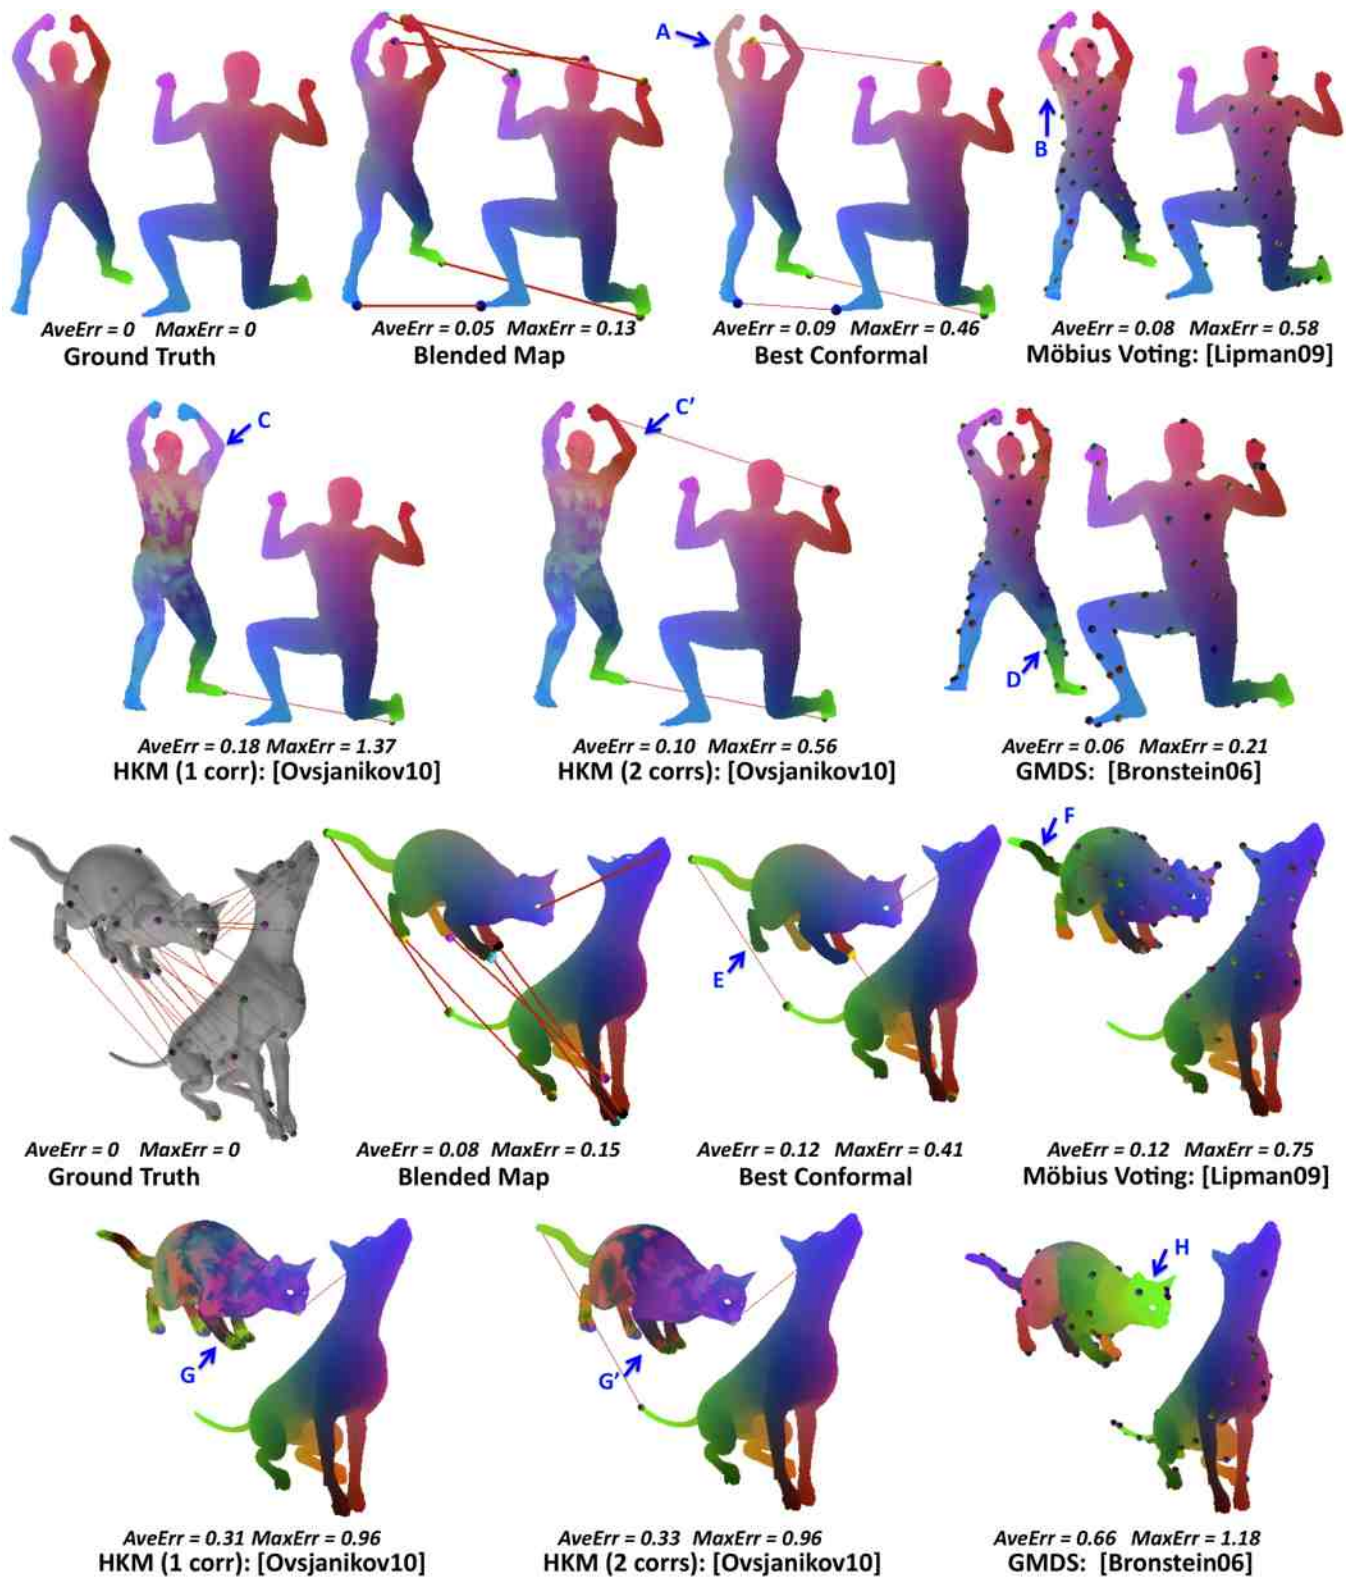 A
B
AveErr = 0 MaxErr = 0
Ground Truth
AveErr = 0.05 MaxErr = 0.13
Blended Map
AveErr = 0.09 MaxErr = 0.46
Best Conformal
AveErr = 0.08 MaxErr = 0.58
Möbius Voting: [Lipman09]
C
C'
D
AveErr = 0.18 MaxErr = 1.37
HKM (1 corr): [Ovsjanikov10]
AveErr = 0.10 MaxErr = 0.56
HKM (2 corrs): [Ovsjanikov10]
AveErr = 0.06 MaxErr = 0.21
GMDS: [Bronstein06]
F
E
AveErr = 0 MaxErr = 0
Ground Truth
AveErr = 0.08 MaxErr = 0.15
Blended Map
AveErr = 0.12 MaxErr = 0.41
Best Conformal
AveErr = 0.12 MaxErr = 0.75
Möbius Voting: [Lipman09]
H
G
G'
AveErr = 0.31 MaxErr = 0.96
HKM (1 corr): [Ovsjanikov10]
AveErr = 0.33 MaxErr = 0.96
HKM (2 corrs): [Ovsjanikov10]
AveErr = 0.66 MaxErr = 1.18
GMDS: [Bronstein06]